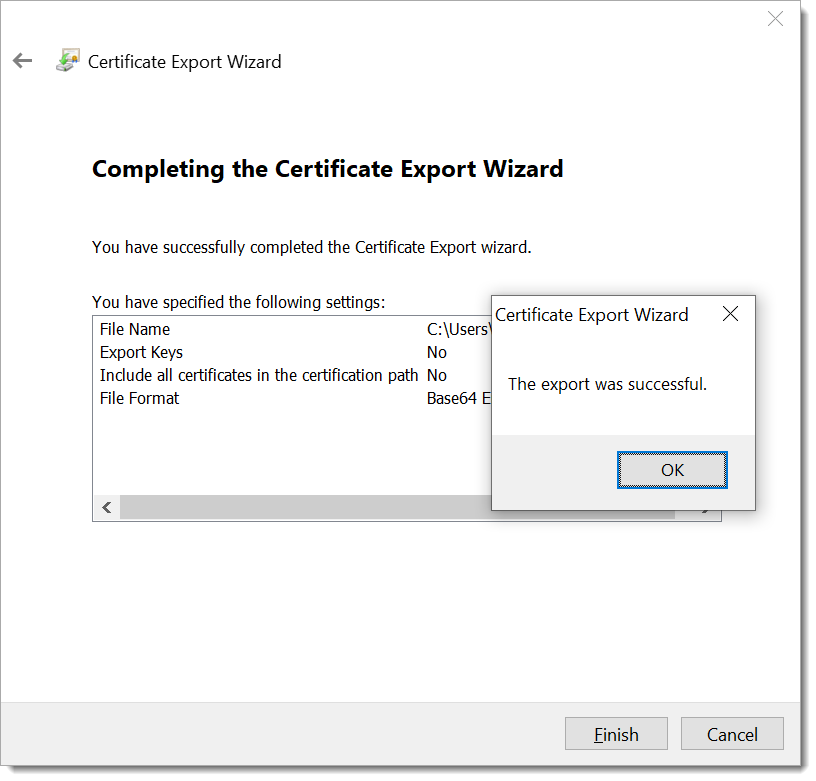 Certificate Export Wizard
Completing the Certificate Export Wizard
You have successfully completed the Certificate Export wizard.
You have specified the following settings:
File Name C:\Users\
Export Keys No
Include all certificates in the certification path No
File Format Base64 E
Certificate Export Wizard
The export was successful.
OK
Finish Cancel